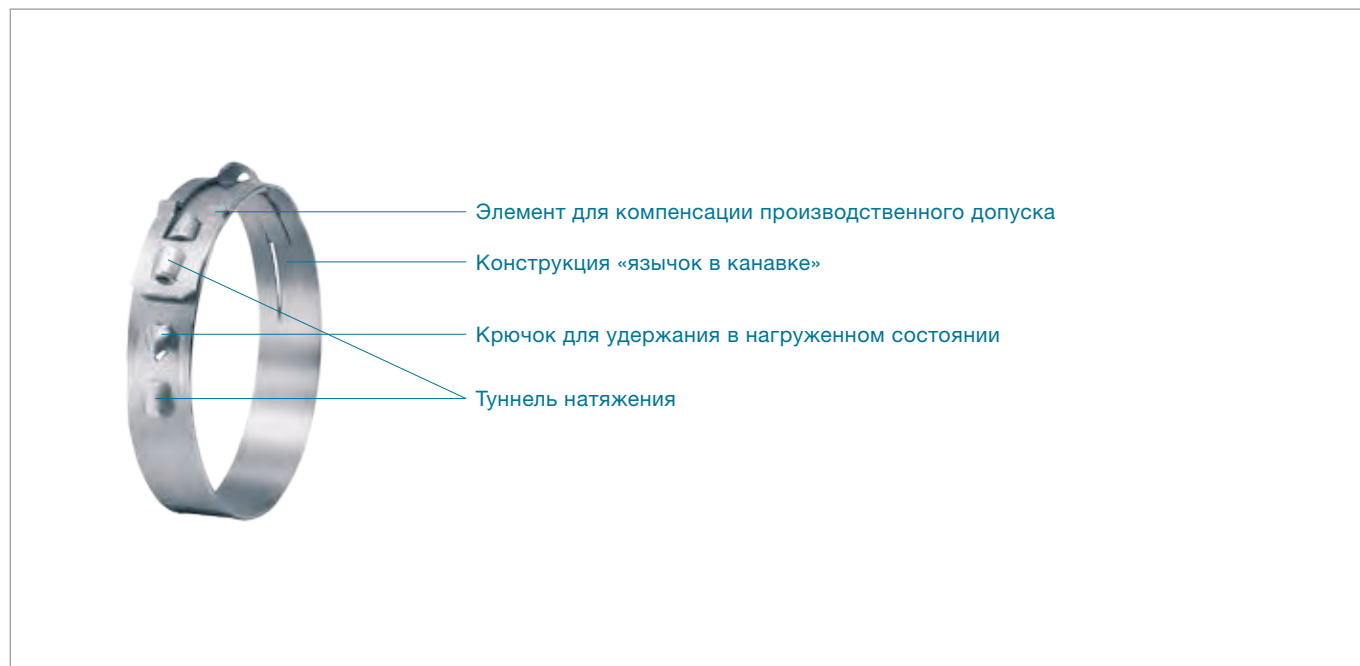 Элемент для компенсации производственного допуска
Конструкция «язычок в канавке»
Крючок для удержания в нагруженном состоянии
Туннель натяжения